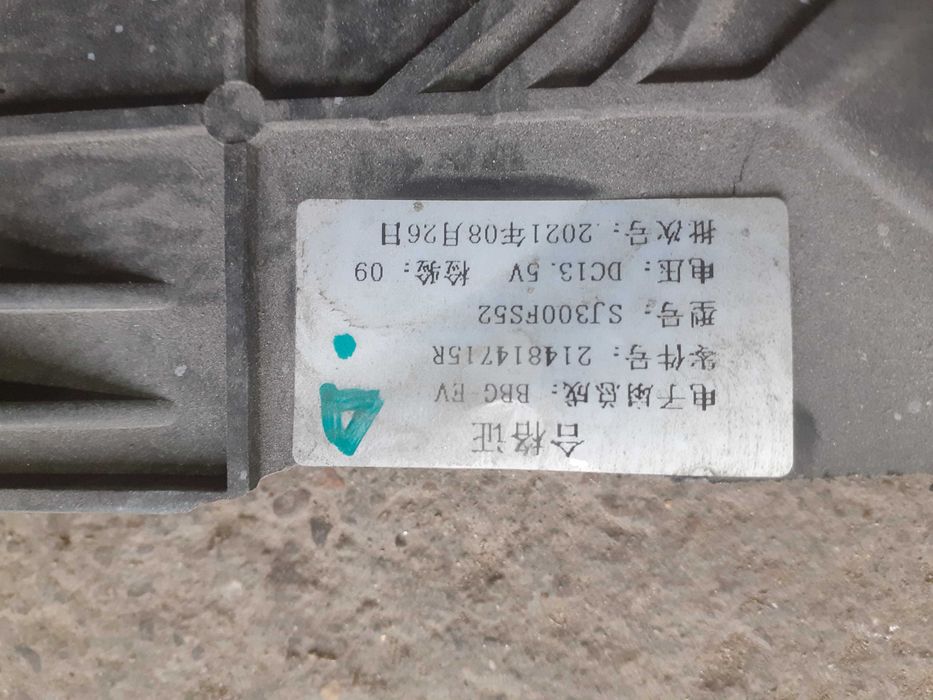 合格证
电子扇总成：BBG-EV
零件号：214814715R
型号：SJ300FS52
电压：DC13.5V 检验：09
批次号：2021年08月26日